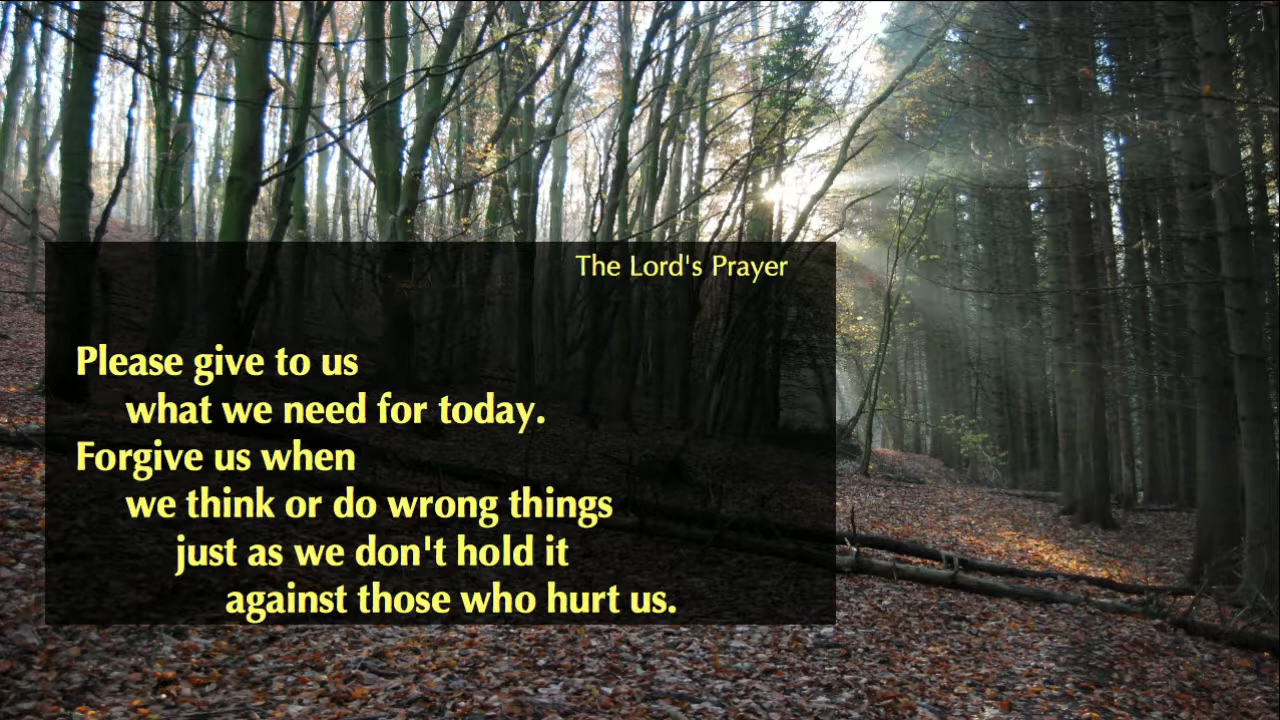 The Lord's Prayer
Please give to us
what we need for today.
Forgive us when
we think or do wrong things
just as we don't hold it
against those who hurt us.